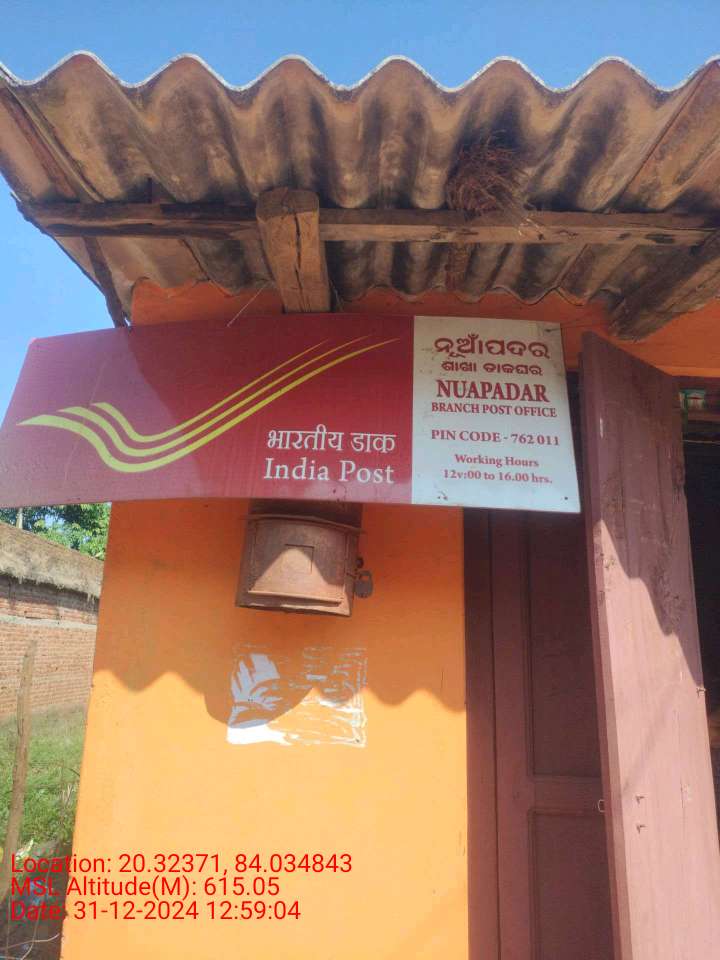 भारतीय डाक
India Post
ନୂଆଁପଦର
ଶାଖା ଡାକଘର
NUAPADAR
BRANCH POST OFFICE
PIN CODE - 762 011
Working Hours
12v:00 to 16.00 hrs.
Location: 20.32371, 84.034843
MSL Altitude(M): 615.05
Date: 31-12-2024 12:59:04